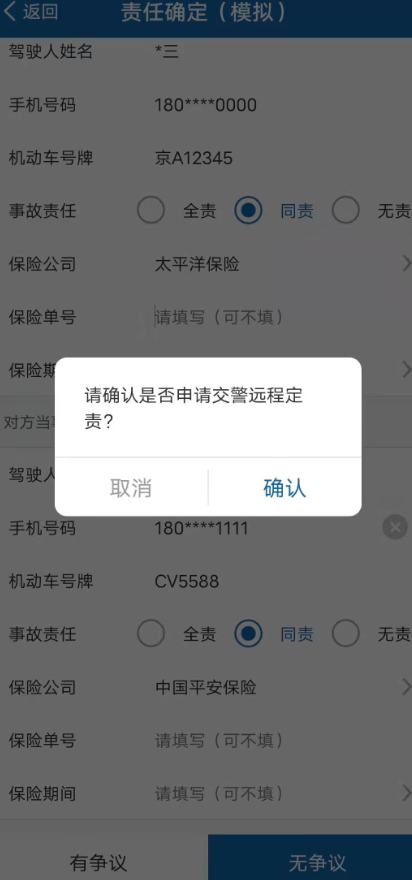 返回
责任确定（模拟）
驾驶人姓名 *三
手机号码 180****0000
机动车号牌 京A12345
事故责任 全责 同责 无责
保险公司 太平洋保险
保险单号 请填写（可不填）
保险期
请确认是否申请交警远程定
责？
取消 确认
对方当
驾驶人
手机号码 180****1111
机动车号牌 CV5588
事故责任 全责 同责 无责
保险公司 中国平安保险
保险单号 请填写（可不填）
保险期间 请填写（可不填）
有争议 无争议